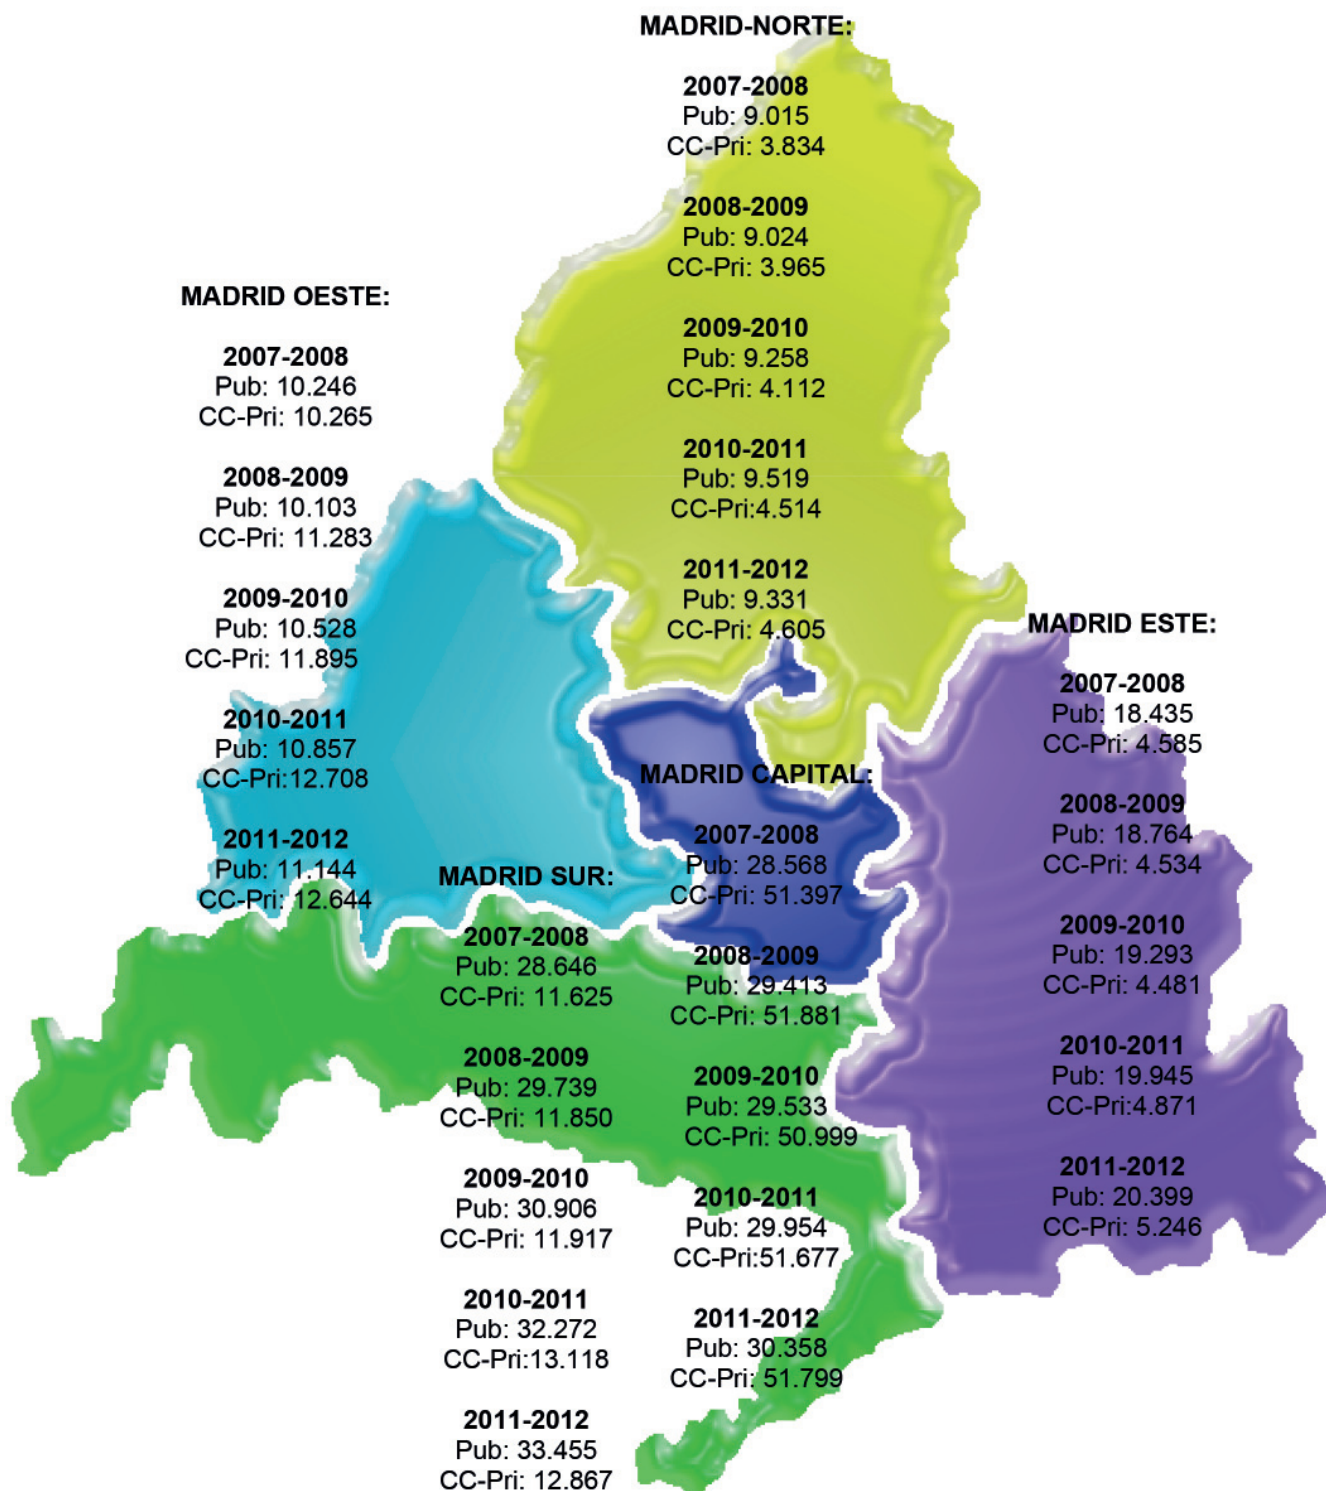 MADRID-NORTE:
2007-2008
Pub: 9.015
CC-Pri: 3.834
2008-2009
Pub: 9.024
CC-Pri: 3.965
2009-2010
Pub: 9.258
CC-Pri: 4.112
2010-2011
Pub: 9.519
CC-Pri:4.514
2011-2012
Pub: 9.331
CC-Pri: 4.605
MADRID OESTE:
2007-2008
Pub: 10.246
CC-Pri: 10.265
2008-2009
Pub: 10.103
CC-Pri: 11.283
2009-2010
Pub: 10.528
CC-Pri: 11.895
2010-2011
Pub: 10.857
CC-Pri:12.708
2011-2012
Pub: 11.144
CC-Pri: 12.644
MADRID ESTE:
2007-2008
Pub: 18.435
CC-Pri: 4.585
2008-2009
Pub: 18.764
CC-Pri: 4.534
2009-2010
Pub: 19.293
CC-Pri: 4.481
2010-2011
Pub: 19.945
CC-Pri:4.871
2011-2012
Pub: 20.399
CC-Pri: 5.246
MADRID CAPITAL:
2007-2008
Pub: 28.568
CC-Pri: 51.397
2008-2009
Pub: 29.413
CC-Pri: 51.881
2009-2010
Pub: 29.533
CC-Pri: 50.999
2010-2011
Pub: 29.954
CC-Pri:51.677
2011-2012
Pub: 30.358
CC-Pri: 51.799
MADRID SUR:
2007-2008
Pub: 28.646
CC-Pri: 11.625
2008-2009
Pub: 29.739
CC-Pri: 11.850
2009-2010
Pub: 30.906
CC-Pri: 11.917
2010-2011
Pub: 32.272
CC-Pri:13.118
2011-2012
Pub: 33.455
CC-Pri: 12.867